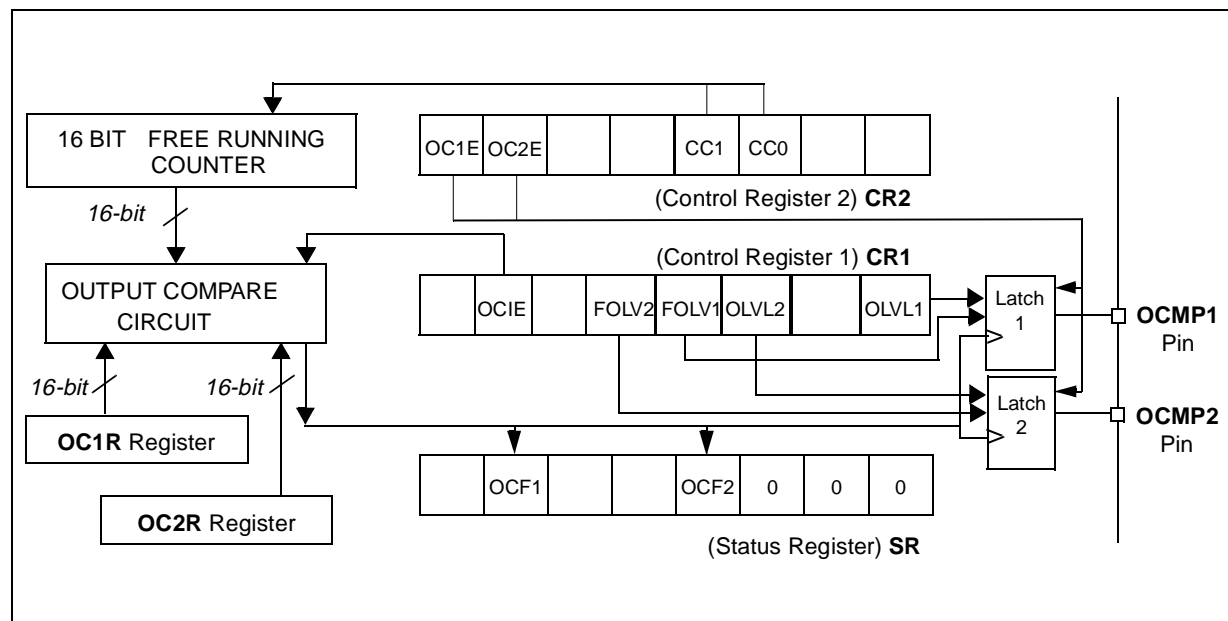 16 BIT FREE RUNNING
COUNTER
OC1E OC2E CC1 CC0
(Control Register 2) CR2
16-bit
(Control Register 1) CR1
OUTPUT COMPARE
CIRCUIT
OCIE FOLV2 FOLV1 OLVL2 OLVL1
Latch
1
OCMP1
Pin
16-bit
16-bit
OC1R Register
Latch
2
OCMP2
Pin
OCF1 OCF2 0 0 0
OC2R Register
(Status Register) SR